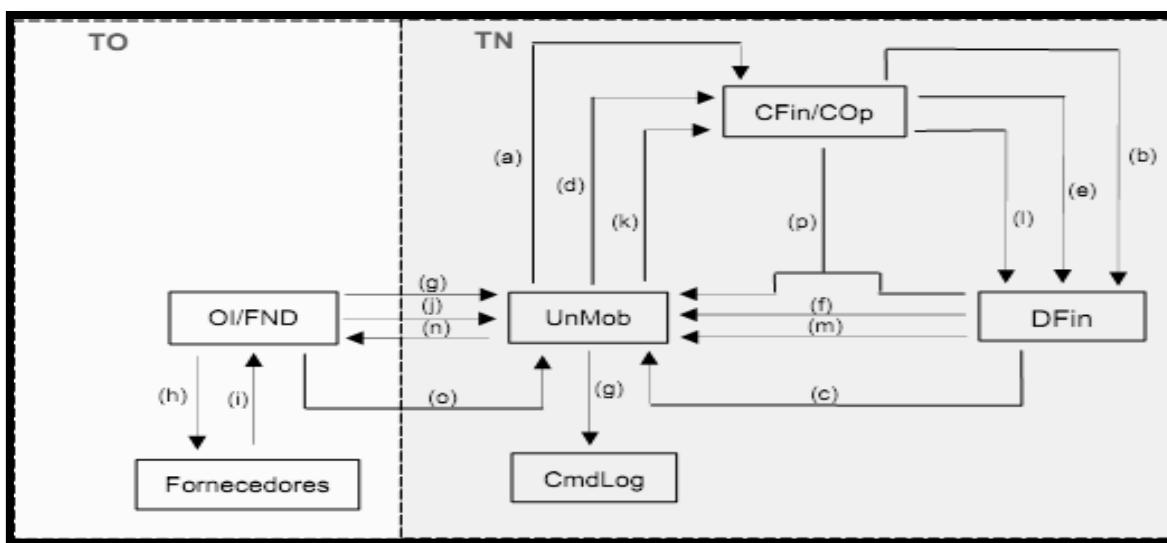 TO
TN
CFin/COp
(a)
(b)
(d)
(e)
(k)
(p)
(l)
(g)
(j)
(n)
OI/FND
UnMob
(f)
(m)
DFin
(h)
(i)
(o)
(g)
(c)
Fornecedores
CmdLog